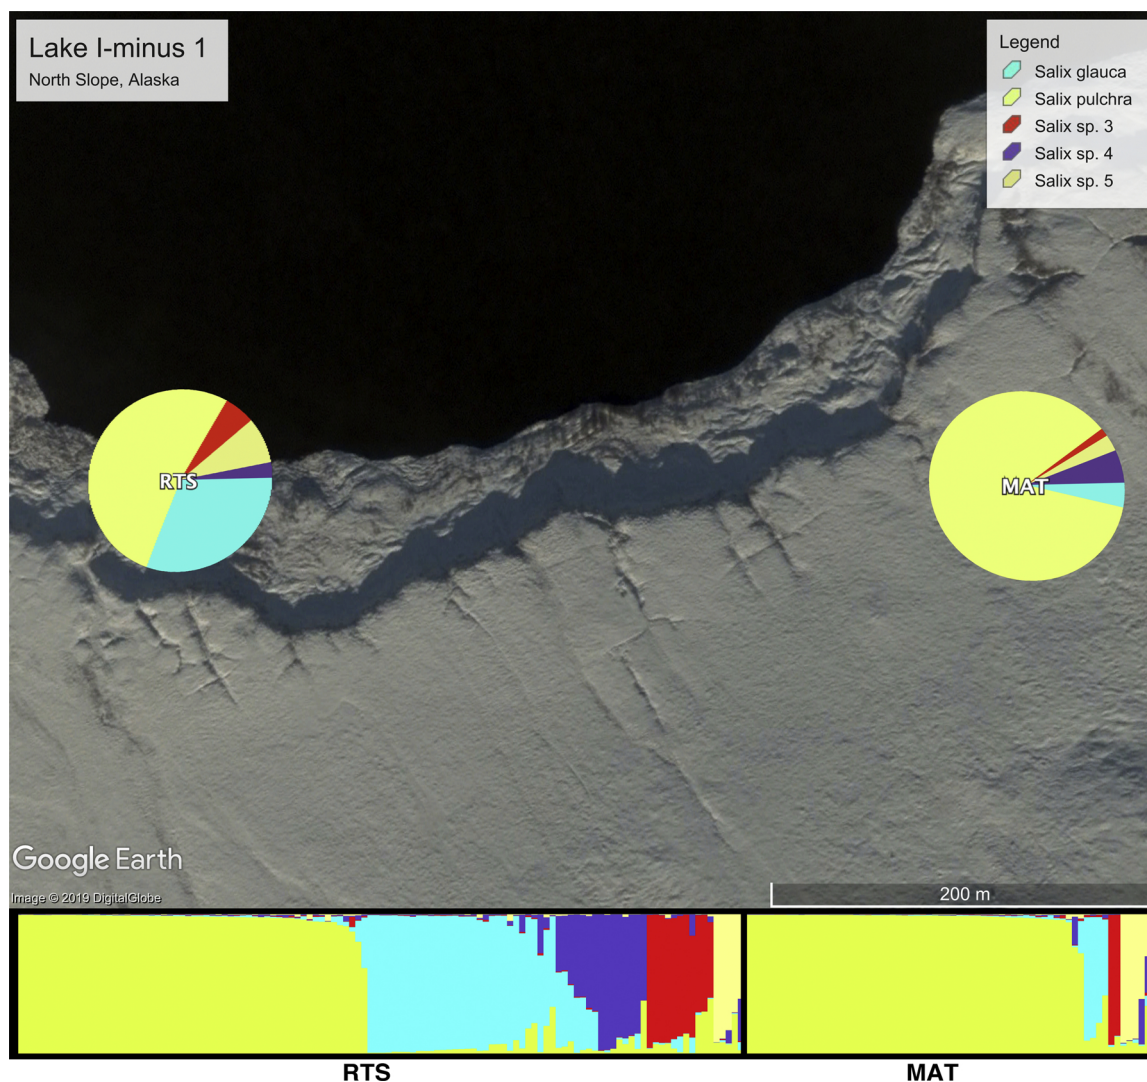 Lake I-minus 1
North Slope, Alaska
Legend
Salix glauca
Salix pulchra
Salix sp. 3
Salix sp. 4
Salix sp. 5
RTS
MAT
Google Earth
Image © 2019 DigitalGlobe
200 m
RTS
MAT